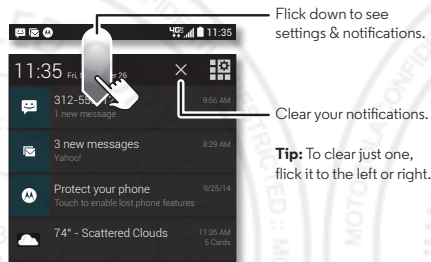 Flick down to see
settings & notifications.
4G 11:35
11:35 Fri, S er 26
312-55 1
1 new message
9:56 AM
Clear your notifications.
3 new messages
Yahoo!
8:29 AM
Tip: To clear just one,
flick it to the left or right.
Protect your phone
Touch to enable lost phone features
9/25/14
74° - Scattered Clouds
11:35 AM
5 Cards